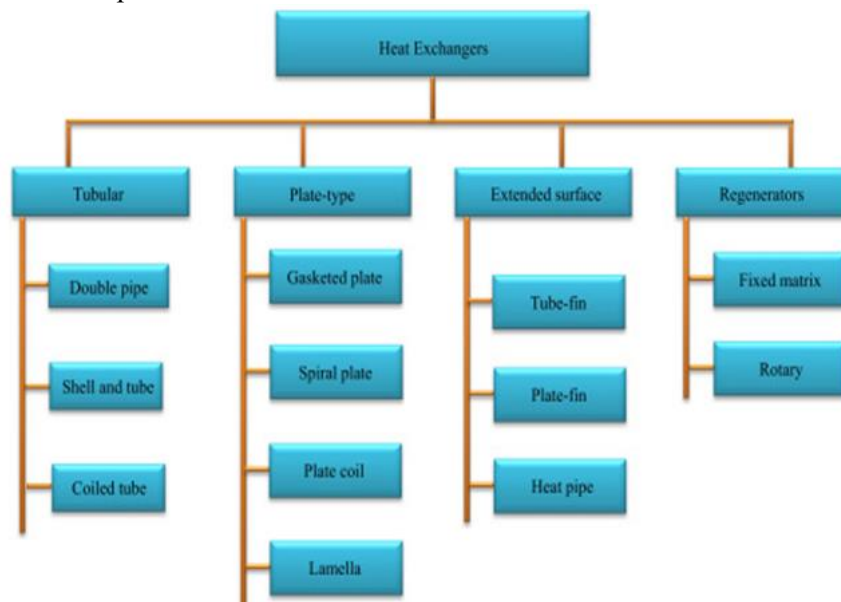 Heat Exchangers
Tubular
Plate-type
Extended surface
Regenerators
Double pipe
Shell and tube
Coiled tube
Gasketed plate
Spiral plate
Plate coil
Lamella
Tube-fin
Plate-fin
Heat pipe
Fixed matrix
Rotary